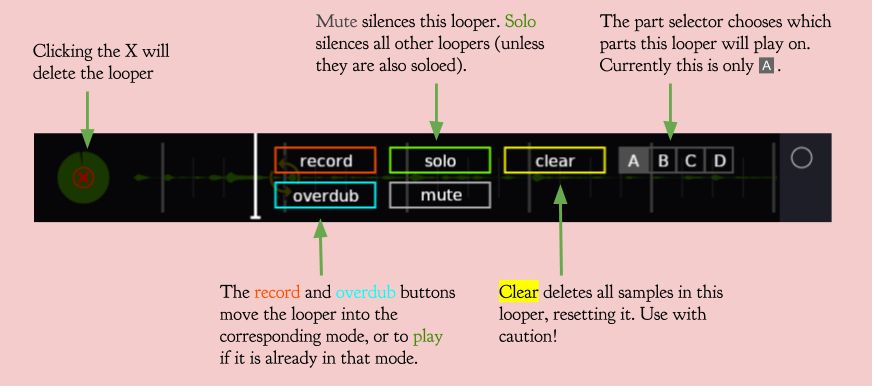 Clicking the X will
delete the looper
Mute silences this looper. Solo
silences all other loopers (unless
they are also soloed).
The part selector chooses which
parts this looper will play on.
Currently this is only A .
record
solo
clear
A B C D
overdub
mute
The record and overdub buttons
move the looper into the
corresponding mode, or to play
if it is already in that mode.
Clear deletes all samples in this
looper, resetting it. Use with
caution!